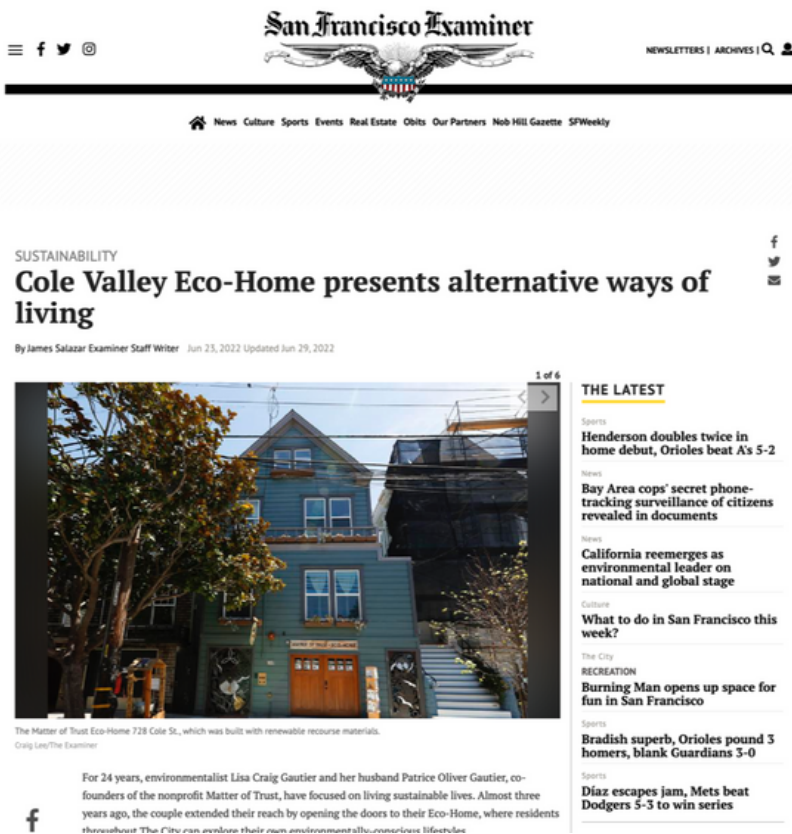 San Francisco Examiner
NEWSLETTERS | ARCHIVES |
News Culture Sports Events Real Estate Obits Our Partners Nob Hill Gazette SFWeekly
SUSTAINABILITY
Cole Valley Eco-Home presents alternative ways of
living
By James Salazar Examiner Staff Writer Jun 23, 2022 Updated Jun 29, 2022
1 of 6
The Matter of Trust Eco-Home 728 Cole St., which was built with renewable recourse materials.
Craig Lee/The Examiner
For 24 years, environmentalist Lisa Craig Gautier and her husband Patrice Oliver Gautier, co-
founders of the nonprofit Matter of Trust, have focused on living sustainable lives. Almost three
years ago, the couple extended their reach by opening the doors to their Eco-Home, where residents
throughout The City can explore their own environmentally-conscious lifestyles.
THE LATEST
Sports
Henderson doubles twice in
home debut, Orioles beat A's 5-2
News
Bay Area cops' secret phone-
tracking surveillance of citizens
revealed in documents
News
California reemerges as
environmental leader on
national and global stage
Culture
What to do in San Francisco this
week?
The City
RECREATION
Burning Man opens up space for
fun in San Francisco
Sports
Bradish superb, Orioles pound 3
homers, blank Guardians 3-0
Sports
Díaz escapes jam, Mets beat
Dodgers 5-3 to win series